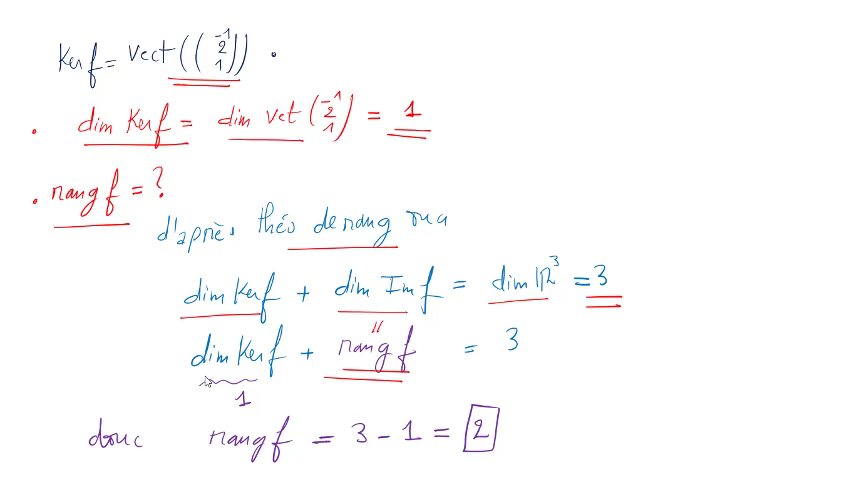 Ker f = Vect((-1 2 1)) .
. dim Ker f = dim vet (-1 2 1) = 1
. rang f = ?
d'après théo de rang on a
dim Ker f + dim Im f = dim ℝ³ = 3
||
dim Ker f + rang f = 3
1
donc rang f = 3 - 1 = 2